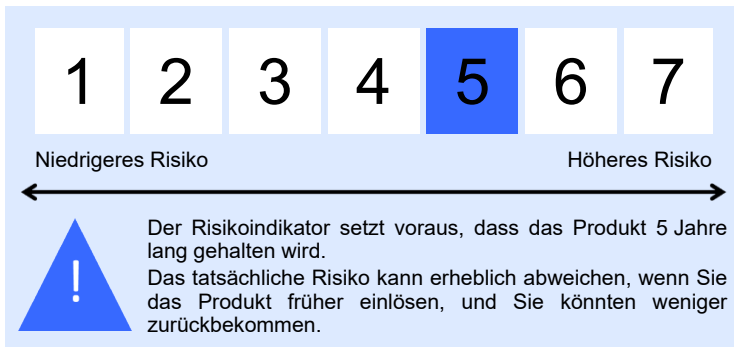 1 2 3 4 5 6 7
Niedrigeres Risiko Höheres Risiko
!
Der Risikoindikator setzt voraus, dass das Produkt 5 Jahre
lang gehalten wird.
Das tatsächliche Risiko kann erheblich abweichen, wenn Sie
das Produkt früher einlösen, und Sie könnten weniger
zurückbekommen.